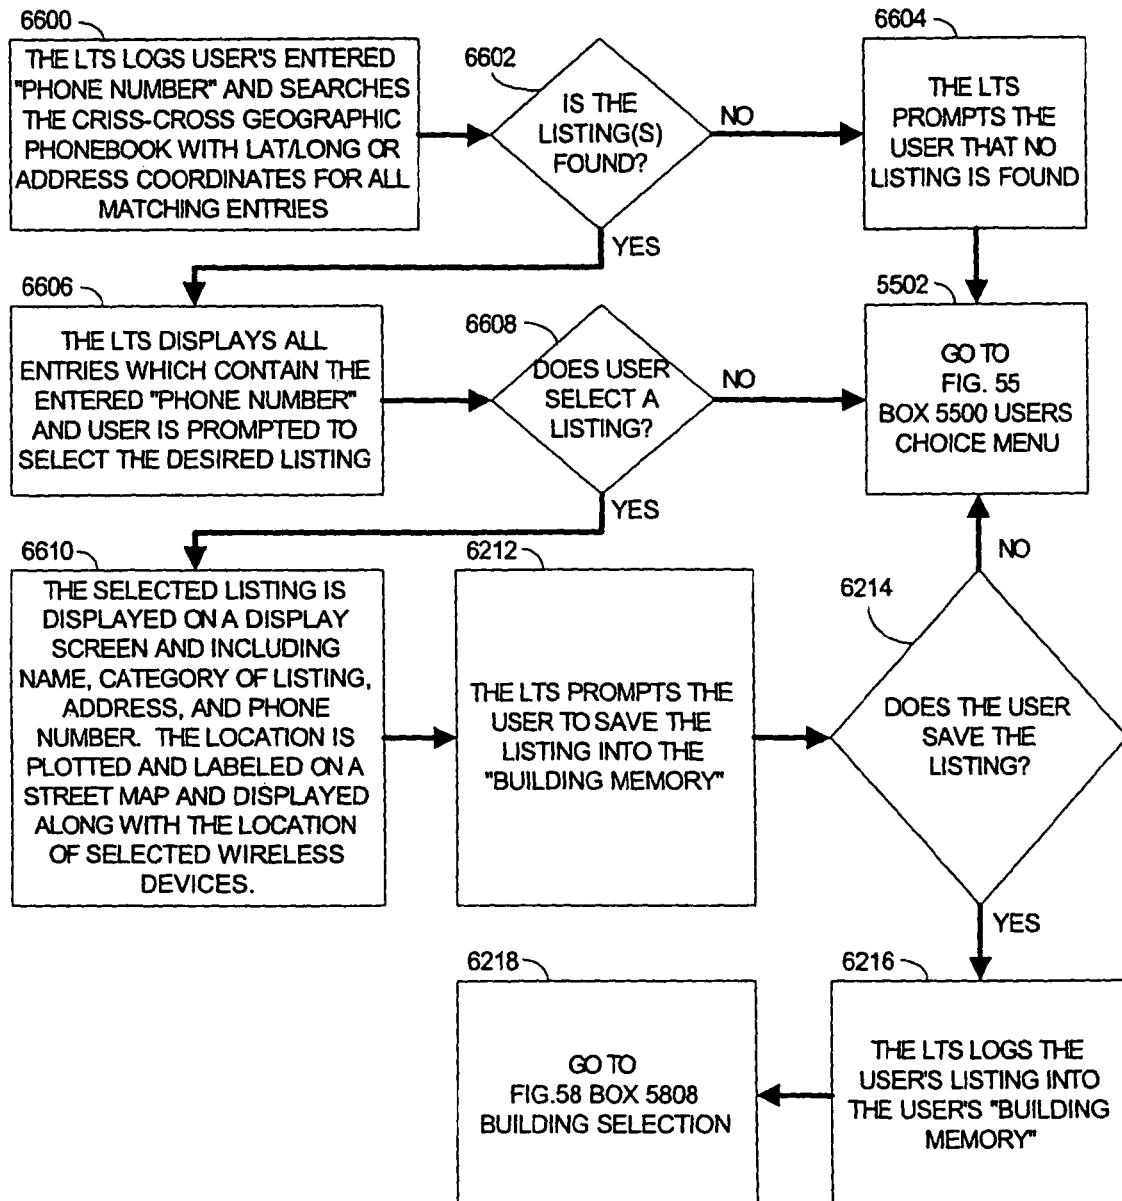 6600
THE LTS LOGS USER'S ENTERED
"PHONE NUMBER" AND SEARCHES
THE CRISS-CROSS GEOGRAPHIC
PHONEBOOK WITH LAT/LONG OR
ADDRESS COORDINATES FOR ALL
MATCHING ENTRIES
6602
IS THE
LISTING(S)
FOUND?
NO
YES
6604
THE LTS
PROMPTS THE
USER THAT NO
LISTING IS FOUND
6606
THE LTS DISPLAYS ALL
ENTRIES WHICH CONTAIN THE
ENTERED "PHONE NUMBER"
AND USER IS PROMPTED TO
SELECT THE DESIRED LISTING
6608
DOES USER
SELECT A
LISTING?
NO
YES
5502
GO TO
FIG. 55
BOX 5500 USERS
CHOICE MENU
6610
THE SELECTED LISTING IS
DISPLAYED ON A DISPLAY
SCREEN AND INCLUDING
NAME, CATEGORY OF LISTING,
ADDRESS, AND PHONE
NUMBER. THE LOCATION IS
PLOTTED AND LABELED ON A
STREET MAP AND DISPLAYED
ALONG WITH THE LOCATION
OF SELECTED WIRELESS
DEVICES.
6212
THE LTS PROMPTS THE
USER TO SAVE THE
LISTING INTO THE
"BUILDING MEMORY"
6214
DOES THE USER
SAVE THE
LISTING?
NO
YES
6218
GO TO
FIG.58 BOX 5808
BUILDING SELECTION
6216
THE LTS LOGS THE
USER'S LISTING INTO
THE USER'S "BUILDING
MEMORY"